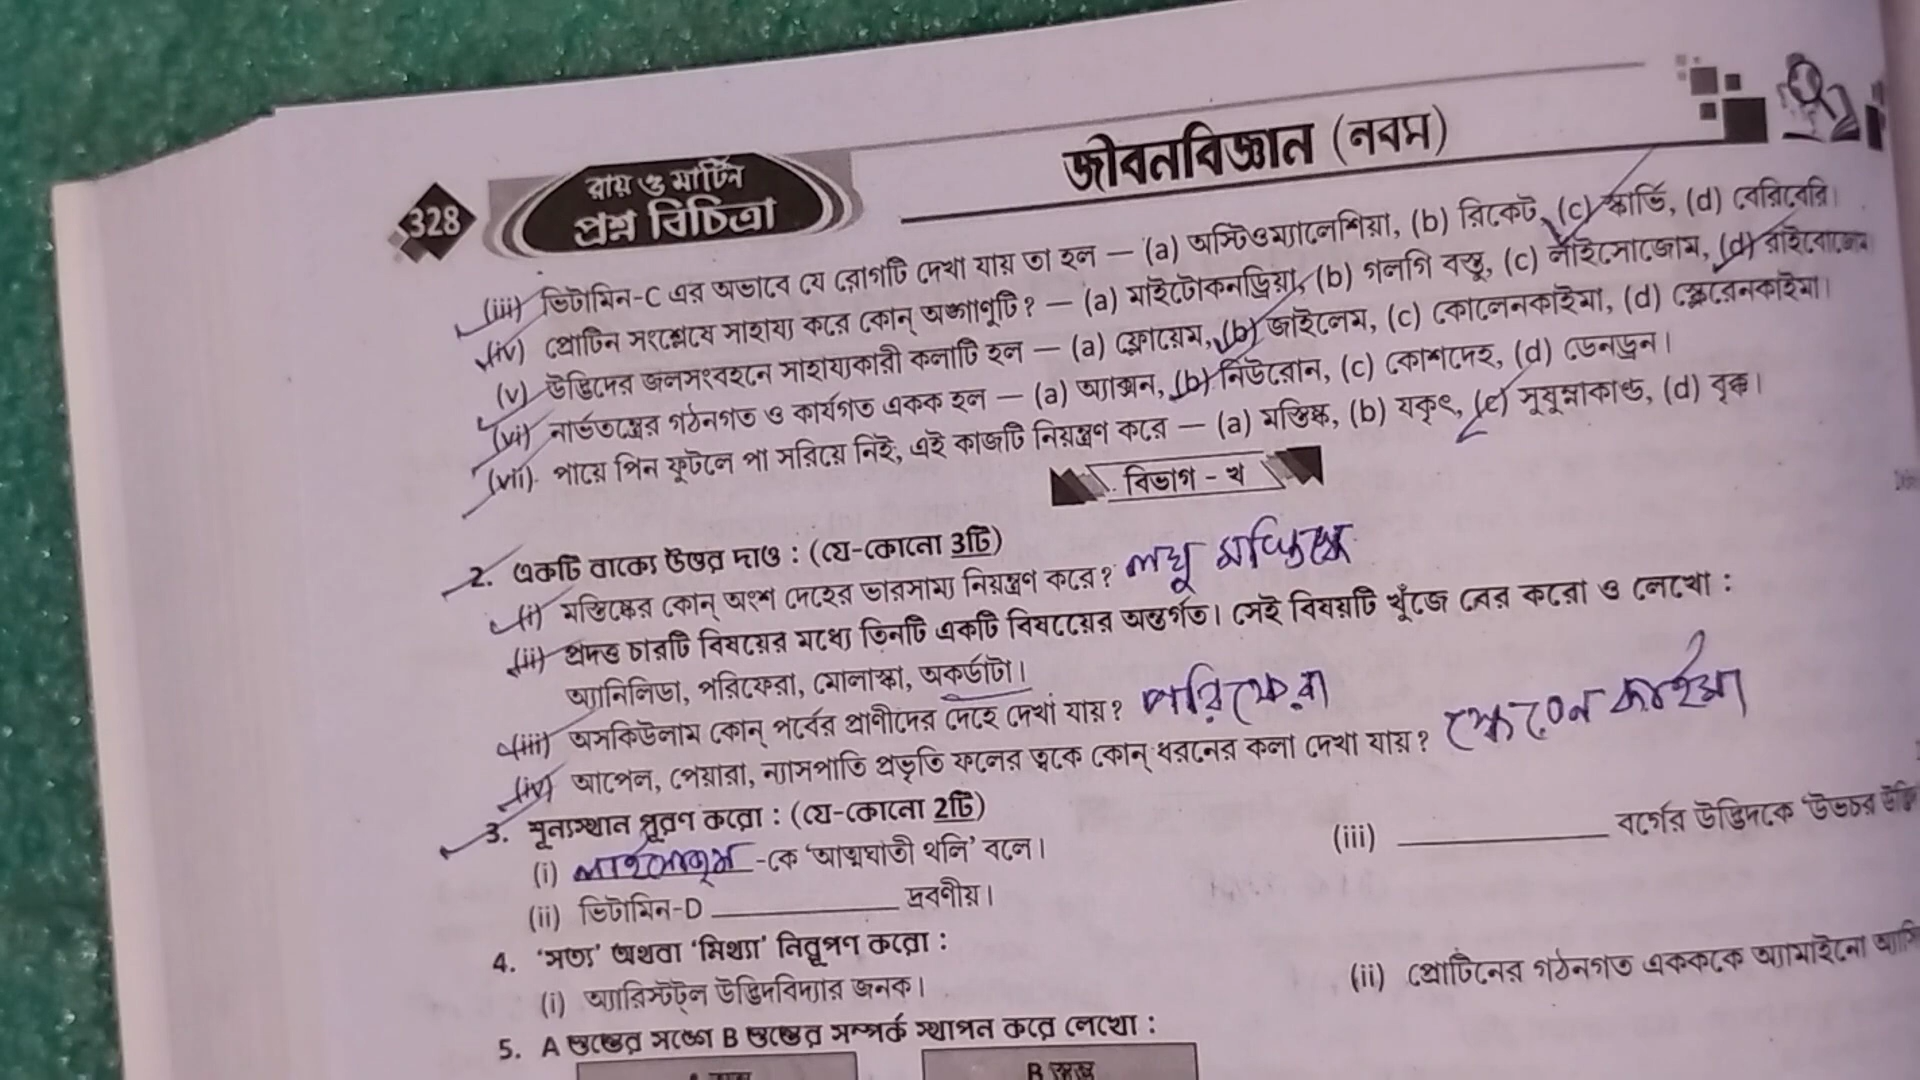 328
রায় ও মার্টিন
প্রশ্ন বিচিত্রা
জীবনবিজ্ঞান (নবম)
(iii) ভিটামিন-C এর অভাবে যে রোগটি দেখা যায় তা হল — (a) অস্টিওম্যালেশিয়া, (b) রিকেট, (c) স্কার্ভি, (d) বেরিবেরি।
(iv) প্রোটিন সংশ্লেষে সাহায্য করে কোন্ অঙ্গাণুটি? — (a) মাইটোকনড্রিয়া, (b) গলগি বস্তু, (c) লাইসোজোম, (d) রাইবোজোম
(v) উদ্ভিদের জলসংবহনে সাহায্যকারী কলাটি হল — (a) ফ্লোয়েম, (b) জাইলেম, (c) কোলেনকাইমা, (d) স্ক্লেরেনকাইমা।
(vi) নার্ভতন্ত্রের গঠনগত ও কার্যগত একক হল — (a) অ্যাক্সন, (b) নিউরোন, (c) কোশদেহ, (d) ডেনড্রন।
(vii) পায়ে পিন ফুটলে পা সরিয়ে নিই, এই কাজটি নিয়ন্ত্রণ করে — (a) মস্তিষ্ক, (b) যকৃৎ, (c) সুষুম্নাকাণ্ড, (d) বৃক্ক।
বিভাগ - খ
2. একটি বাক্যে উত্তর দাও : (যে-কোনো 3টি)
(i) মস্তিষ্কের কোন্ অংশ দেহের ভারসাম্য নিয়ন্ত্রণ করে? লঘু মস্তিষ্ক
(ii) প্রদত্ত চারটি বিষয়ের মধ্যে তিনটি একটি বিষয়ের অন্তর্গত। সেই বিষয়টি খুঁজে বের করো ও লেখো :
অ্যানিলিডা, পরিফেরা, মোলাস্কা, অকর্ডাটা।
(iii) অসকিউলাম কোন্ পর্বের প্রাণীদের দেহে দেখা যায়? পরিফেরা
(iv) আপেল, পেয়ারা, ন্যাসপাতি প্রভৃতি ফলের ত্বকে কোন্ ধরনের কলা দেখা যায়?
3. শূন্যস্থান পূরণ করো : (যে-কোনো 2টি)
(i) লাইসোজোম -কে 'আত্মঘাতী থলি' বলে।
(iii) ________ বর্গের উদ্ভিদকে 'উভচর
(ii) ভিটামিন-D ________ দ্রবণীয়।
4. 'সত্য' অথবা 'মিথ্যা' নিরূপণ করো :
(i) অ্যারিস্টট্ল উদ্ভিদবিদ্যার জনক।
(ii) প্রোটিনের গঠনগত একককে অ্যামাইনো
5. A স্তম্ভের সঙ্গে B স্তম্ভের সম্পর্ক স্থাপন করে লেখো :